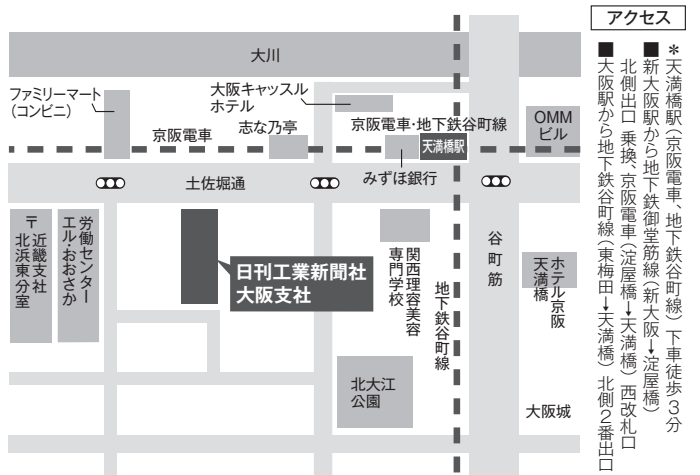 アクセス
＊天満橋駅（京阪電車、地下鉄谷町線）下車徒歩3分
■新大阪駅から地下鉄御堂筋線（新大阪→淀屋橋）
北側出口 乗換、京阪電車（淀屋橋→天満橋）西改札口
■大阪駅から地下鉄谷町線（東梅田→天満橋）北側2番出口
大川
ファミリーマート
（コンビニ）
大阪キャッスル
ホテル
京阪電車
志な乃亭
京阪電車・地下鉄谷町線
天満橋駅
OMM
ビル
みずほ銀行
土佐堀通
〒近畿支社
北浜東分室
労働センター
エル・おおさか
日刊工業新聞社
大阪支社
関西理容美容
専門学校
地下鉄谷町線
谷町筋
ホテル京阪
天満橋
北大江
公園
大阪城